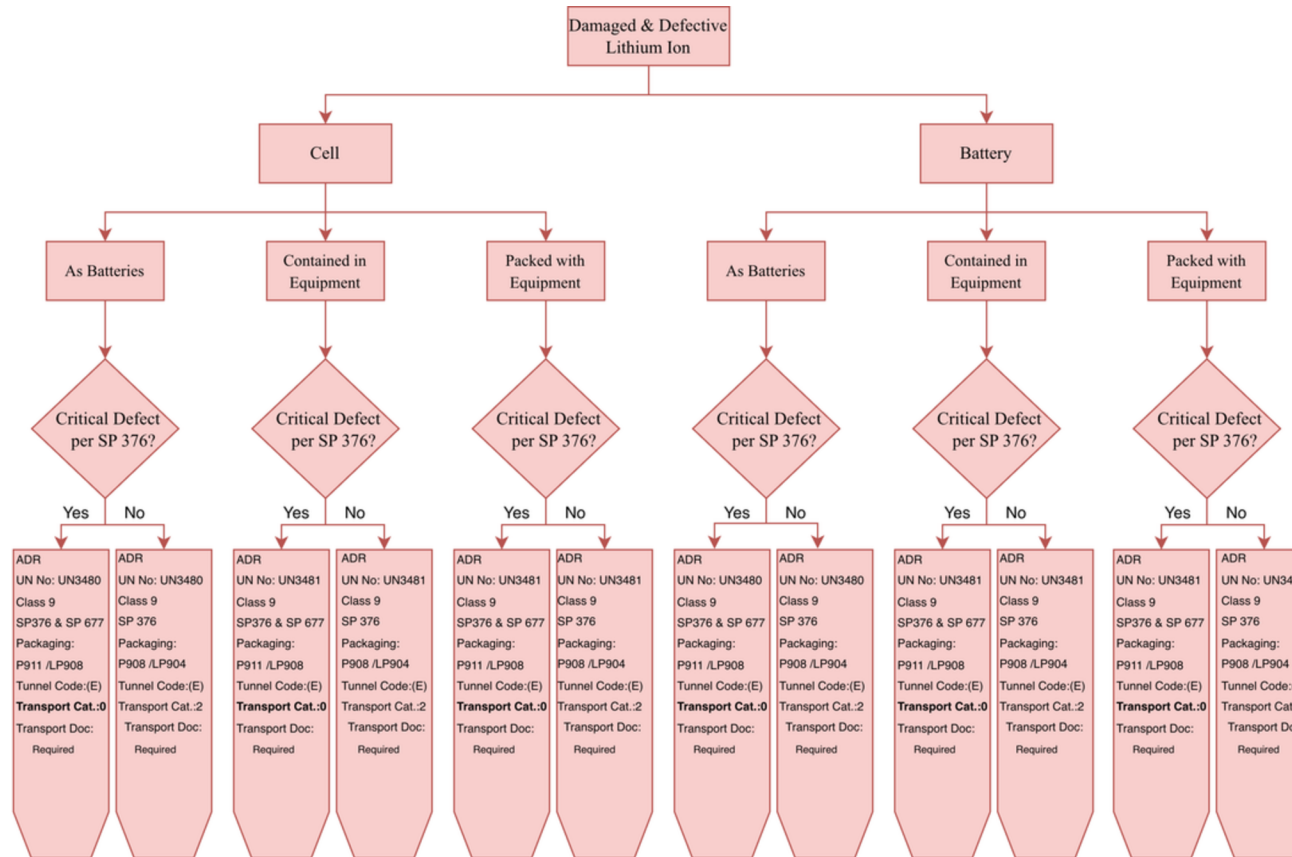 Damaged & Defective
Lithium Ion
Cell
Battery
As Batteries
Contained in
Equipment
Packed with
Equipment
As Batteries
Contained in
Equipment
Packed with
Equipment
Critical Defect
per SP 376?
Critical Defect
per SP 376?
Critical Defect
per SP 376?
Critical Defect
per SP 376?
Critical Defect
per SP 376?
Critical Defect
per SP 376?
Yes
No
Yes
No
Yes
No
Yes
No
Yes
No
Yes
No
ADR
UN No: UN3480
Class 9
SP376 & SP 677
Packaging:
P911 /LP908
Tunnel Code:(E)
Transport Cat.:0
Transport Doc:
Required
ADR
UN No: UN3480
Class 9
SP 376
Packaging:
P908 /LP904
Tunnel Code:(E)
Transport Cat.:2
Transport Doc:
Required
ADR
UN No: UN3481
Class 9
SP376 & SP 677
Packaging:
P911 /LP908
Tunnel Code:(E)
Transport Cat.:0
Transport Doc:
Required
ADR
UN No: UN3481
Class 9
SP 376
Packaging:
P908 /LP904
Tunnel Code:(E)
Transport Cat.:2
Transport Doc:
Required
ADR
UN No: UN3481
Class 9
SP376 & SP 677
Packaging:
P911 /LP908
Tunnel Code:(E)
Transport Cat.:0
Transport Doc:
Required
ADR
UN No: UN3481
Class 9
SP 376
Packaging:
P908 /LP904
Tunnel Code:(E)
Transport Cat.:2
Transport Doc:
Required
ADR
UN No: UN3480
Class 9
SP376 & SP 677
Packaging:
P911 /LP908
Tunnel Code:(E)
Transport Cat.:0
Transport Doc:
Required
ADR
UN No: UN3480
Class 9
SP 376
Packaging:
P908 /LP904
Tunnel Code:(E)
Transport Cat.:2
Transport Doc:
Required
ADR
UN No: UN3481
Class 9
SP376 & SP 677
Packaging:
P911 /LP908
Tunnel Code:(E)
Transport Cat.:0
Transport Doc:
Required
ADR
UN No: UN3481
Class 9
SP 376
Packaging:
P908 /LP904
Tunnel Code:(E)
Transport Cat.:2
Transport Doc:
Required
ADR
UN No: UN3481
Class 9
SP376 & SP 677
Packaging:
P911 /LP908
Tunnel Code:(E)
Transport Cat.:0
Transport Doc:
Required
ADR
UN No:
Class 9
SP 376
Packaging:
P908 /LP904
Tunnel
Transport
Transport
Required